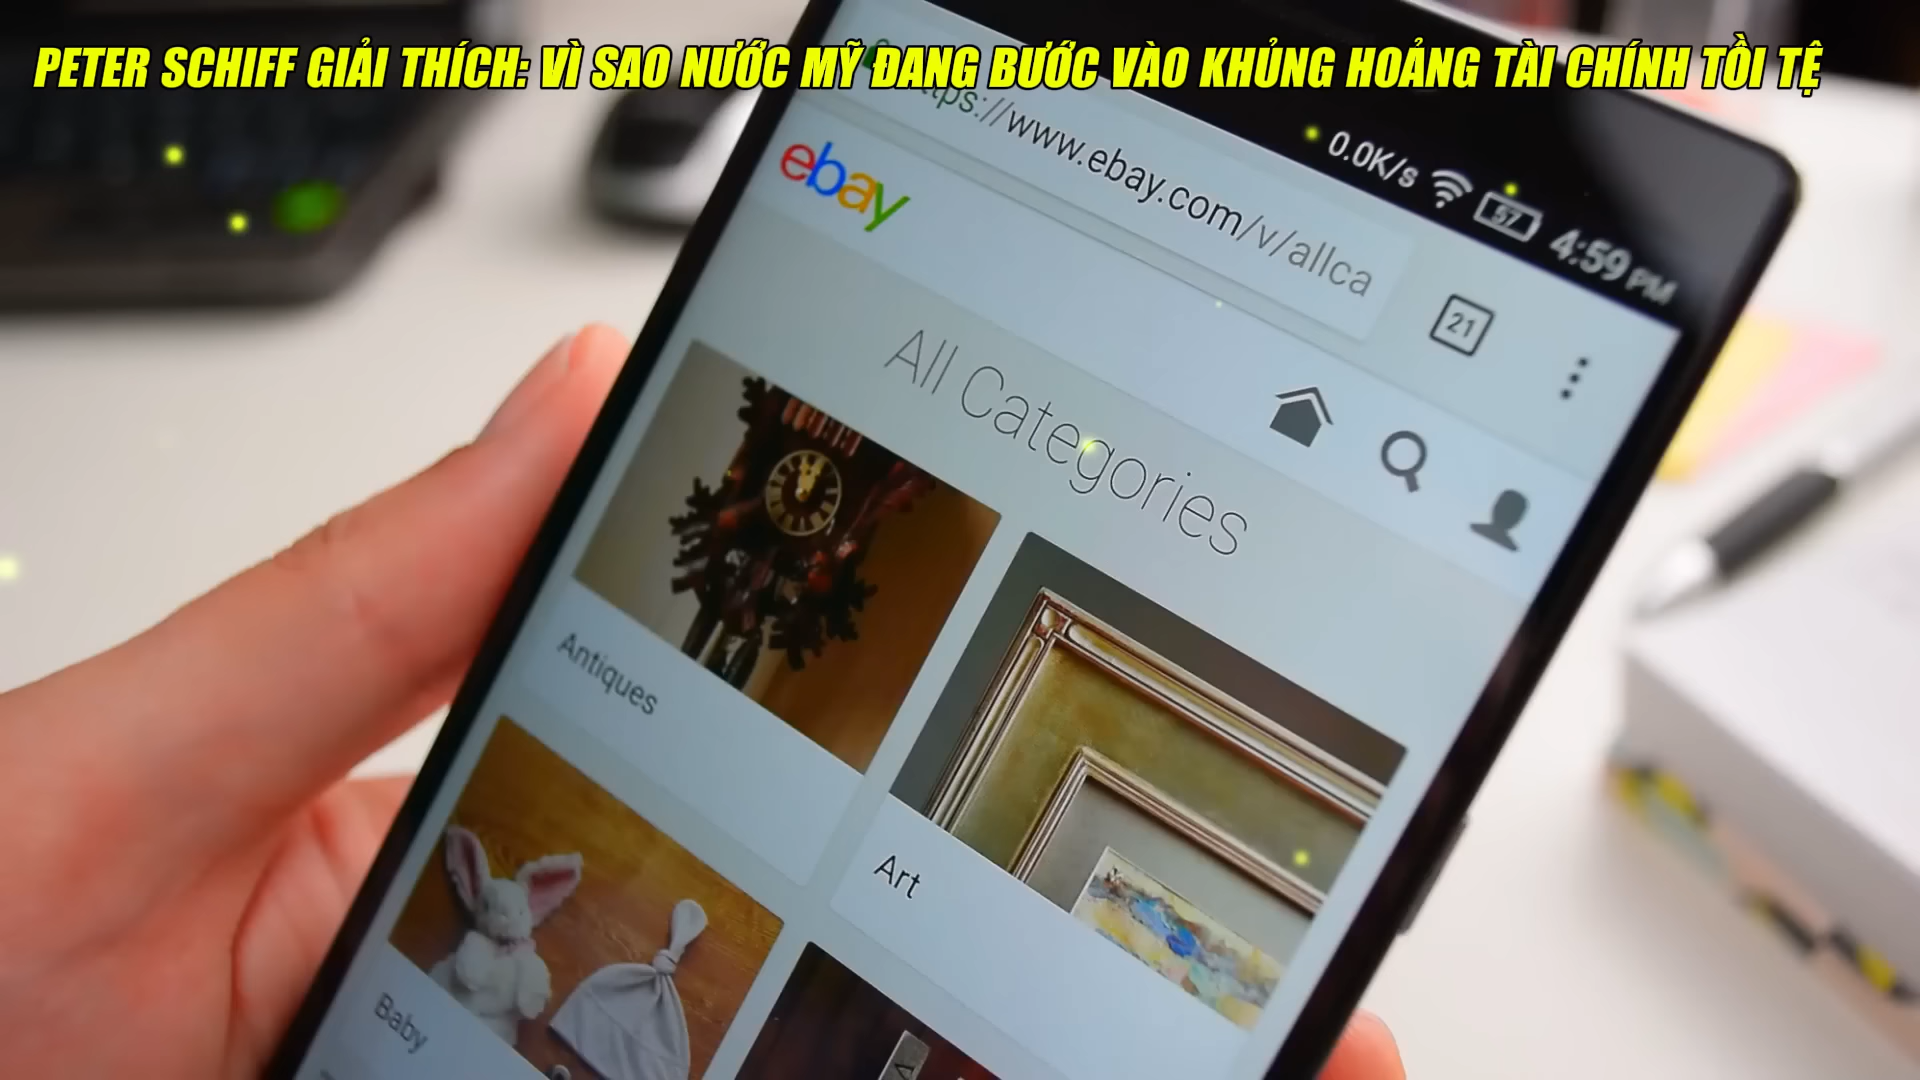 PETER SCHIFF GIẢI THÍCH: VÌ SAO NƯỚC MỸ ĐANG BƯỚC VÀO KHỦNG HOẢNG TÀI CHÍNH TỒI TỆ
0.0K/s 57 4:59 PM
https://www.ebay.com/v/allca
21
ebay
All Categories
Antiques
Art
Baby